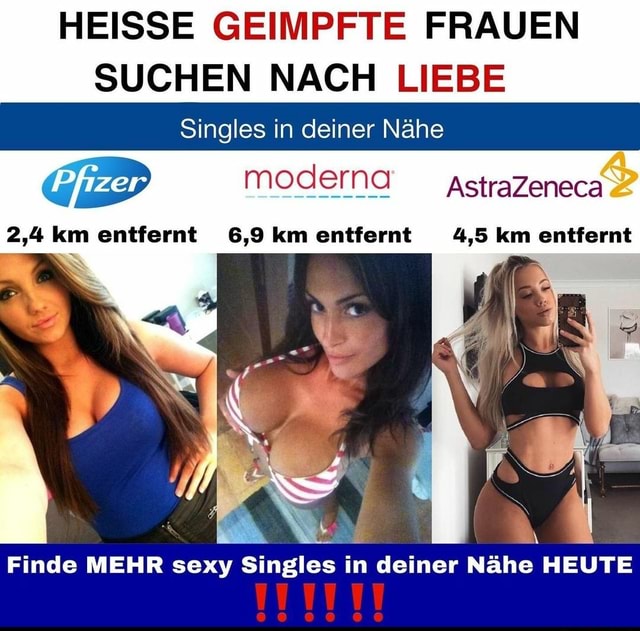 HEISSE GEIMPFTE FRAUEN
SUCHEN NACH LIEBE
Singles in deiner Nähe
Pfizer moderna AstraZeneca
2,4 km entfernt 6,9 km entfernt 4,5 km entfernt
Finde MEHR sexy Singles in deiner Nähe HEUTE
!! !! !!